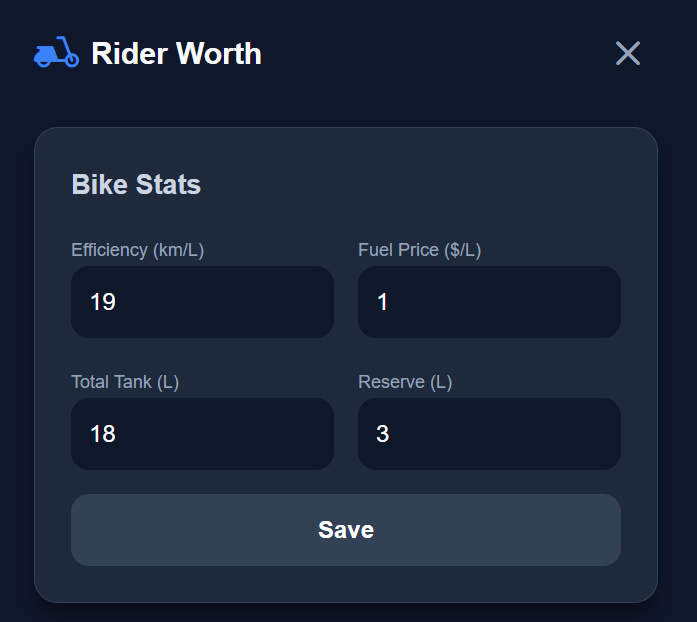 Rider Worth
Bike Stats
Efficiency (km/L) Fuel Price ($/L)
19 1
Total Tank (L) Reserve (L)
18 3
Save